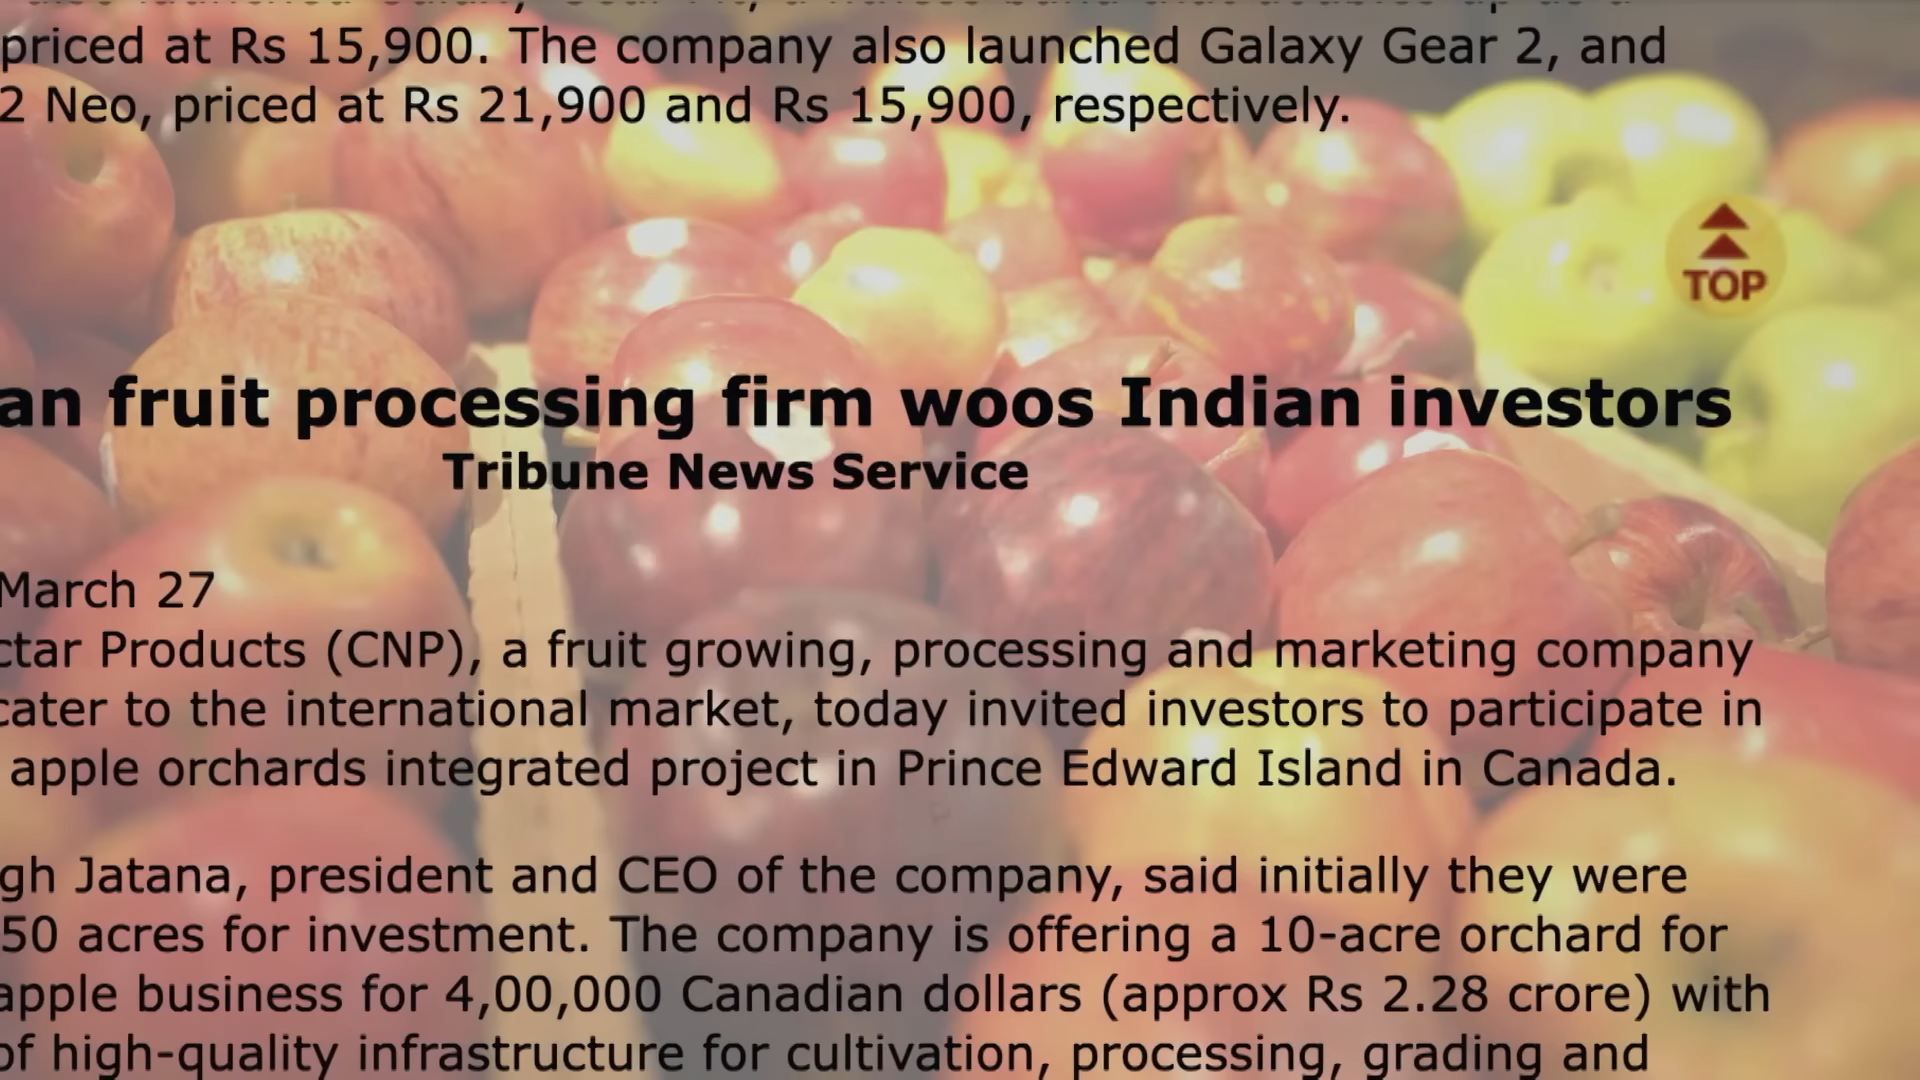 priced at Rs 15,900. The company also launched Galaxy Gear 2, and
2 Neo, priced at Rs 21,900 and Rs 15,900, respectively.
TOP
an fruit processing firm woos Indian investors
Tribune News Service
March 27
ctar Products (CNP), a fruit growing, processing and marketing company
cater to the international market, today invited investors to participate in
apple orchards integrated project in Prince Edward Island in Canada.
gh Jatana, president and CEO of the company, said initially they were
50 acres for investment. The company is offering a 10-acre orchard for
apple business for 4,00,000 Canadian dollars (approx Rs 2.28 crore) with
of high-quality infrastructure for cultivation, processing, grading and